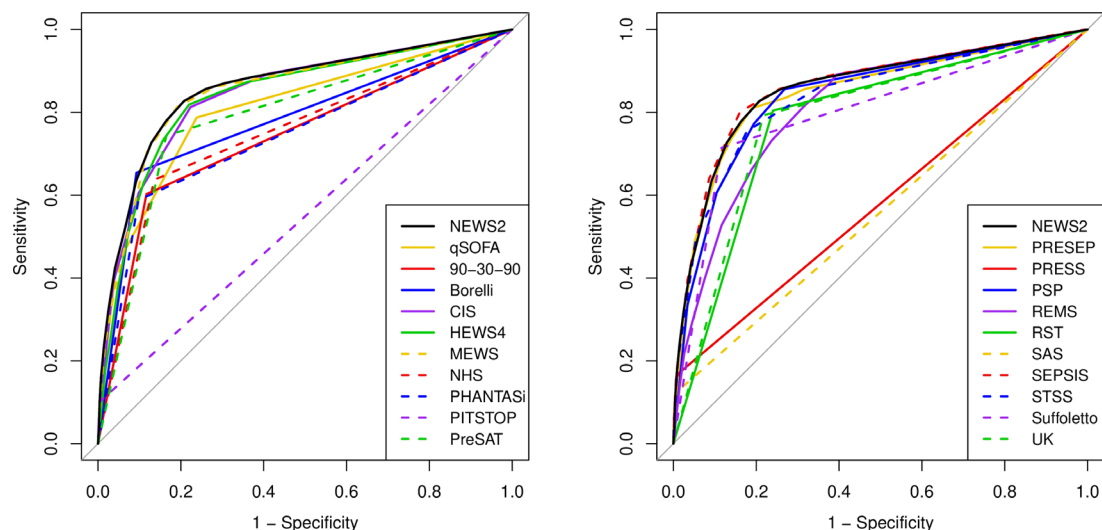 1.0
0.8
0.6
0.4
0.2
0.0
Sensitivity
NEWS2
qSOFA
90−30−90
Borelli
CIS
HEWS4
MEWS
NHS
PHANTASi
PITSTOP
PreSAT
0.0 0.2 0.4 0.6 0.8 1.0
1 − Specificity
1.0
0.8
0.6
0.4
0.2
0.0
Sensitivity
NEWS2
PRESEP
PRESS
PSP
REMS
RST
SAS
SEPSIS
STSS
Suffoletto
UK
0.0 0.2 0.4 0.6 0.8 1.0
1 − Specificity